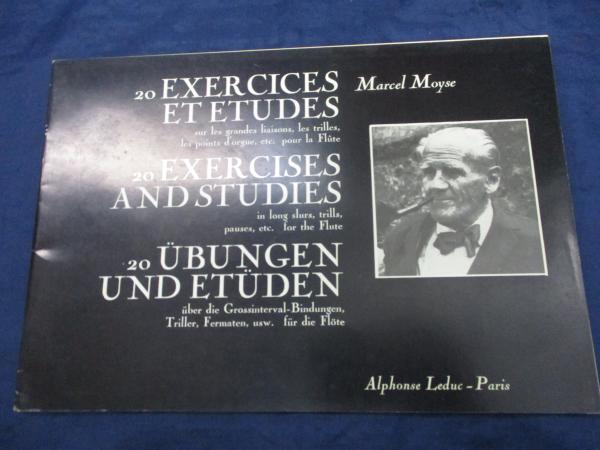 20 EXERCICES
ET ETUDES
sur les grandes liaisons, les trilles,
les points d'orgue, etc. pour la Flûte
20 EXERCISES
AND STUDIES
in long slurs, trills,
pauses, etc. for the Flute
20 ÜBUNGEN
UND ETÜDEN
über die Grossinterval-Bindungen,
Triller, Fermaten, usw. für die Flöte
Marcel Moyse
Alphonse Leduc - Paris